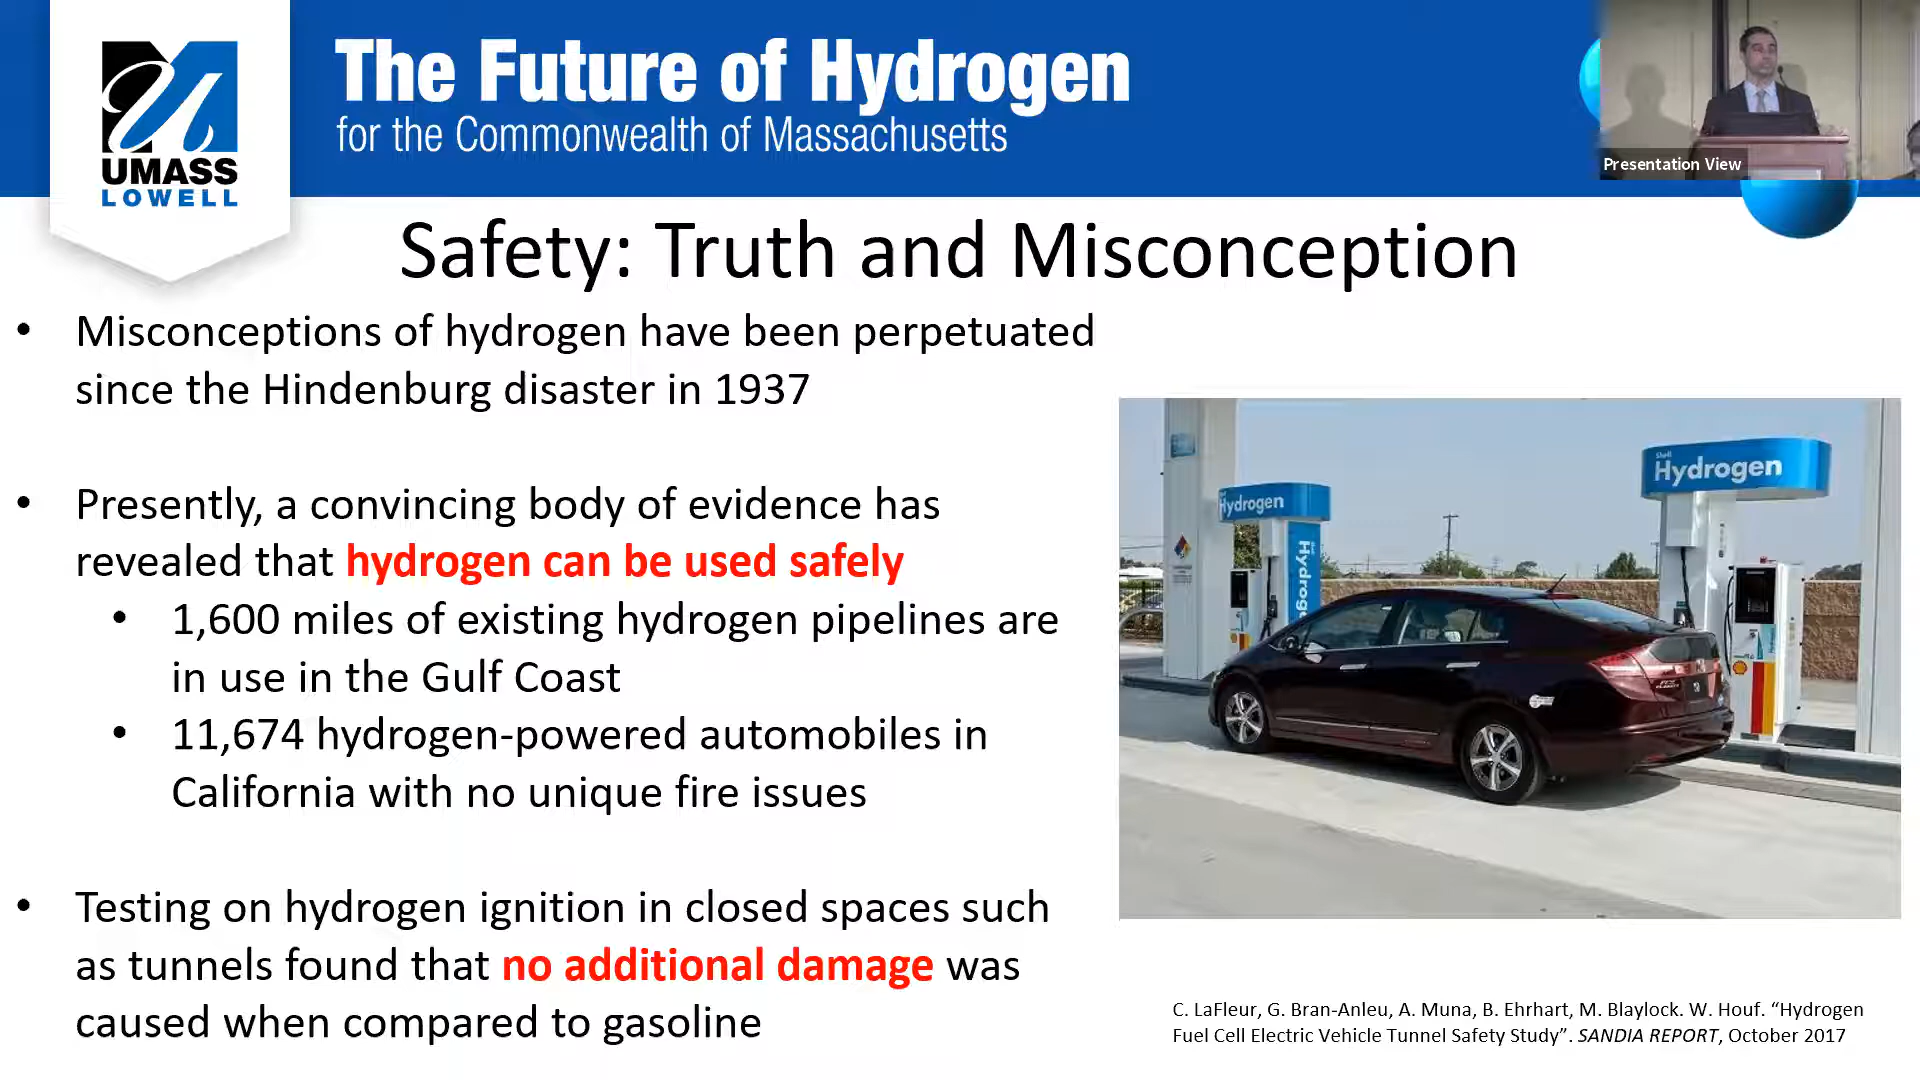 UMASS
LOWELL
The Future of Hydrogen
for the Commonwealth of Massachusetts
Presentation View
Safety: Truth and Misconception
• Misconceptions of hydrogen have been perpetuated
since the Hindenburg disaster in 1937
• Presently, a convincing body of evidence has
revealed that hydrogen can be used safely
• 1,600 miles of existing hydrogen pipelines are
in use in the Gulf Coast
• 11,674 hydrogen-powered automobiles in
California with no unique fire issues
• Testing on hydrogen ignition in closed spaces such
as tunnels found that no additional damage was
caused when compared to gasoline
Shell
Hydrogen
Hydrogen
Hydroge
C. LaFleur, G. Bran-Anleu, A. Muna, B. Ehrhart, M. Blaylock. W. Houf. “Hydrogen
Fuel Cell Electric Vehicle Tunnel Safety Study”. SANDIA REPORT, October 2017